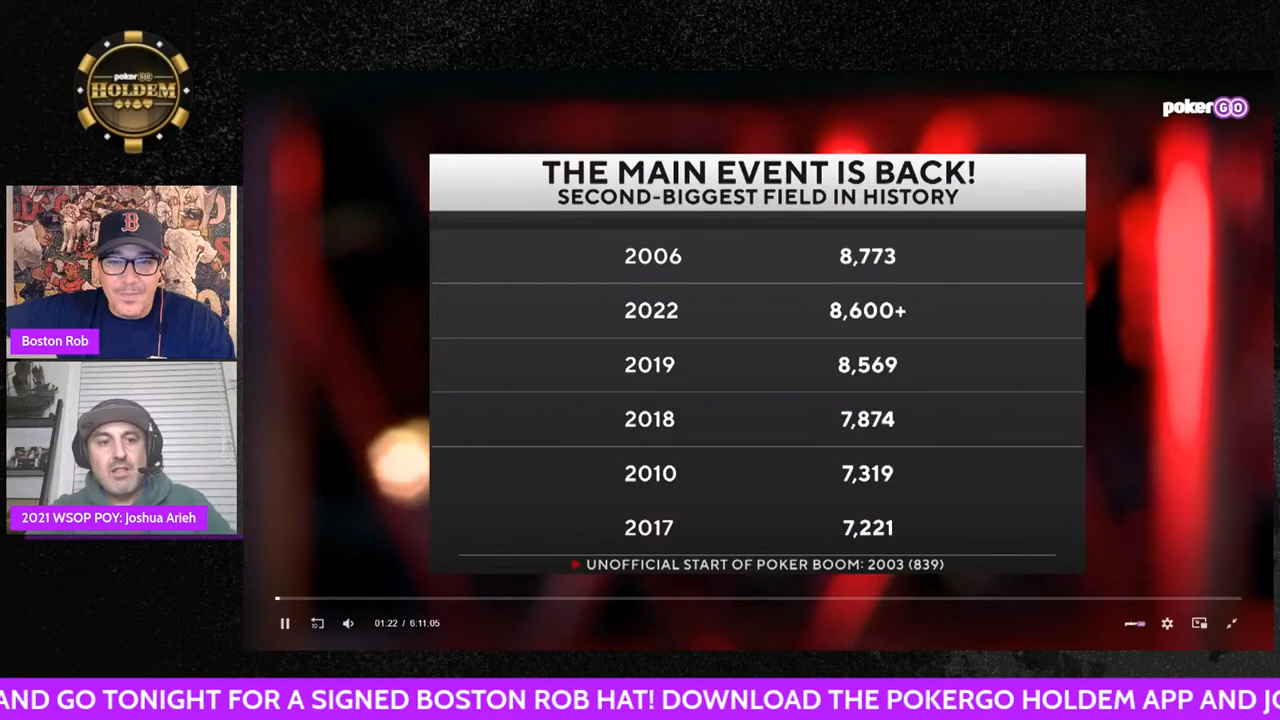 pokerGO
HOLDEM
pokerGO
THE MAIN EVENT IS BACK!
SECOND-BIGGEST FIELD IN HISTORY
2006 8,773
2022 8,600+
2019 8,569
2018 7,874
2010 7,319
2017 7,221
UNOFFICIAL START OF POKER BOOM: 2003 (839)
B
Boston Rob
2021 WSOP POY: Joshua Arieh
10
01:22 / 6:11:05
pokerGO
AND GO TONIGHT FOR A SIGNED BOSTON ROB HAT! DOWNLOAD THE POKERGO HOLDEM APP AND JO